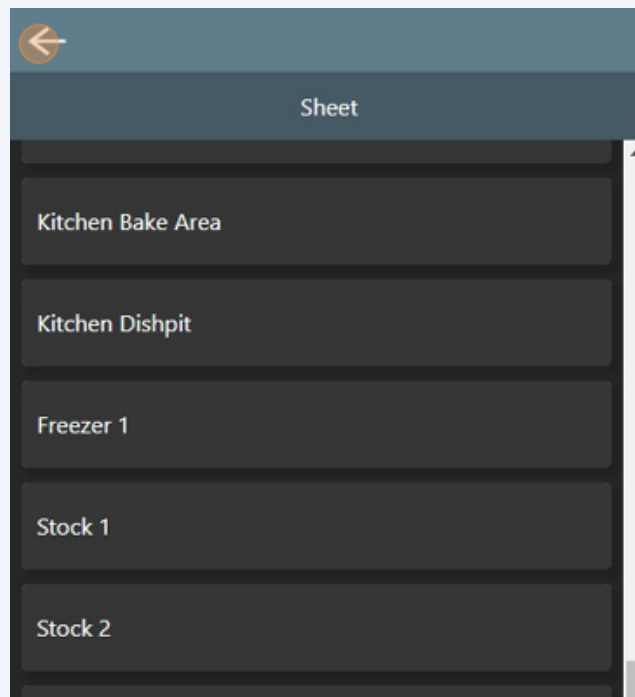 Sheet
Kitchen Bake Area
Kitchen Dishpit
Freezer 1
Stock 1
Stock 2